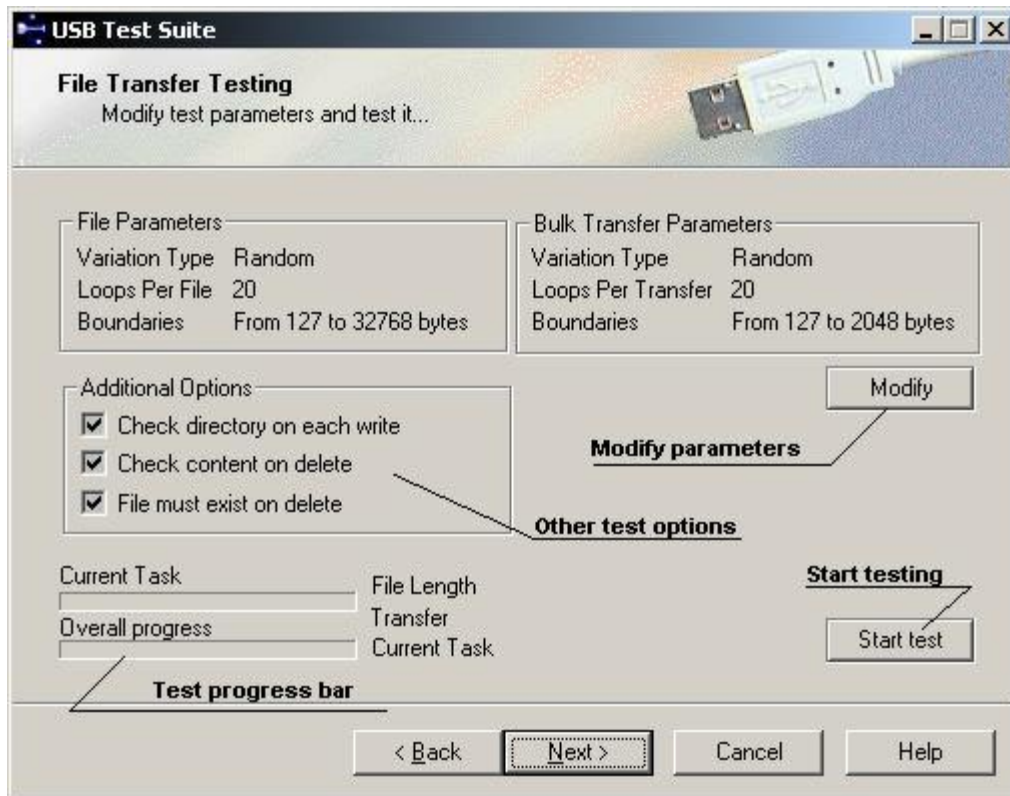 USB Test Suite
File Transfer Testing
Modify test parameters and test it...
File Parameters
Variation Type Random
Loops Per File 20
Boundaries From 127 to 32768 bytes
Bulk Transfer Parameters
Variation Type Random
Loops Per Transfer 20
Boundaries From 127 to 2048 bytes
Modify
Modify parameters
Additional Options
Check directory on each write
Check content on delete
File must exist on delete
Other test options
Current Task
Overall progress
File Length
Transfer
Current Task
Test progress bar
Start testing
Start test
< Back
Next >
Cancel
Help